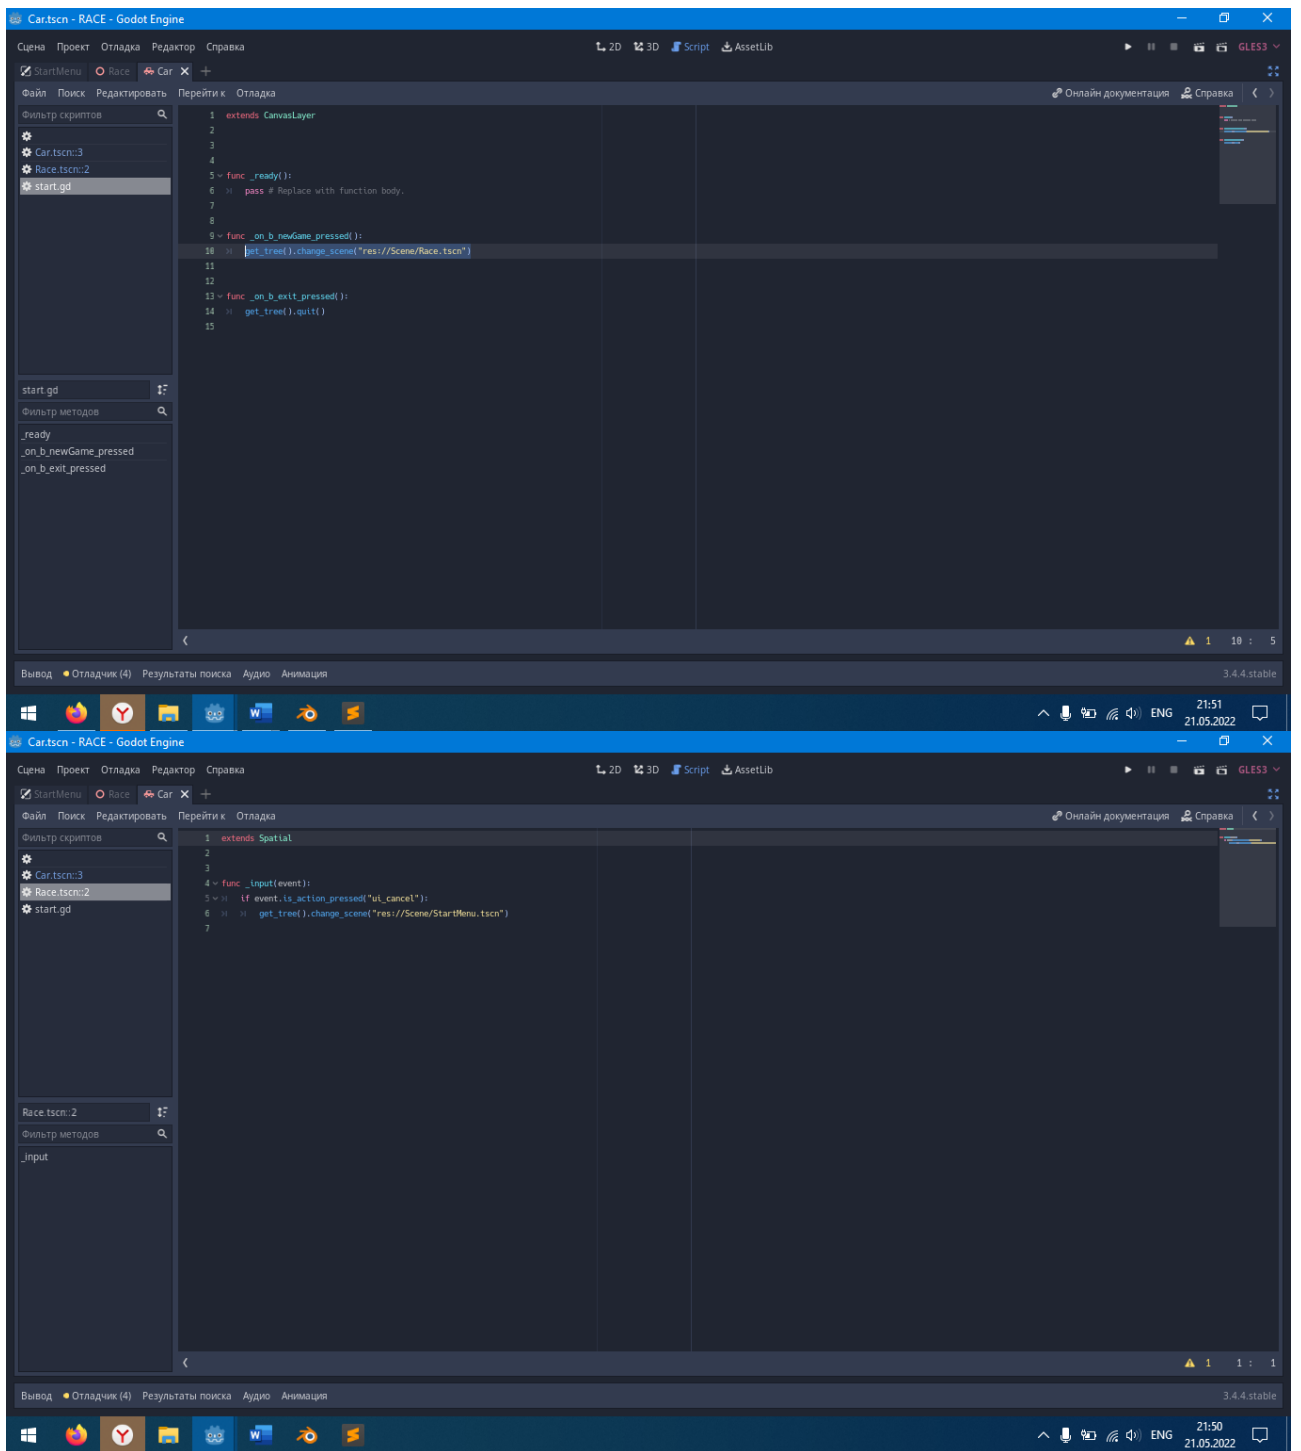 Car.tscn - RACE - Godot Engine
Сцена Проект Отладка Редактор Справка 2D 3D Script AssetLib GLES3
StartMenu Race Car
Файл Поиск Редактировать Перейти к Отладка Онлайн документация Справка
Фильтр скриптов
Car.tscn::3
Race.tscn::2
start.gd
1 extends CanvasLayer
2
3
4
5 func _ready():
6 pass # Replace with function body.
7
8
9 func _on_b_newGame_pressed():
10 get_tree().change_scene("res://Scene/Race.tscn")
11
12
13 func _on_b_exit_pressed():
14 get_tree().quit()
15
start.gd
Фильтр методов
_ready
_on_b_newGame_pressed
_on_b_exit_pressed
1 10 : 5
Вывод Отладчик (4) Результаты поиска Аудио Анимация 3.4.4.stable
ENG 21:51
21.05.2022
Car.tscn - RACE - Godot Engine
Сцена Проект Отладка Редактор Справка 2D 3D Script AssetLib GLES3
StartMenu Race Car
Файл Поиск Редактировать Перейти к Отладка Онлайн документация Справка
Фильтр скриптов
Car.tscn::3
Race.tscn::2
start.gd
1 extends Spatial
2
3
4 func _input(event):
5 if event.is_action_pressed("ui_cancel"):
6 get_tree().change_scene("res://Scene/StartMenu.tscn")
7
Race.tscn::2
Фильтр методов
_input
1 1 : 1
Вывод Отладчик (4) Результаты поиска Аудио Анимация 3.4.4.stable
ENG 21:50
21.05.2022